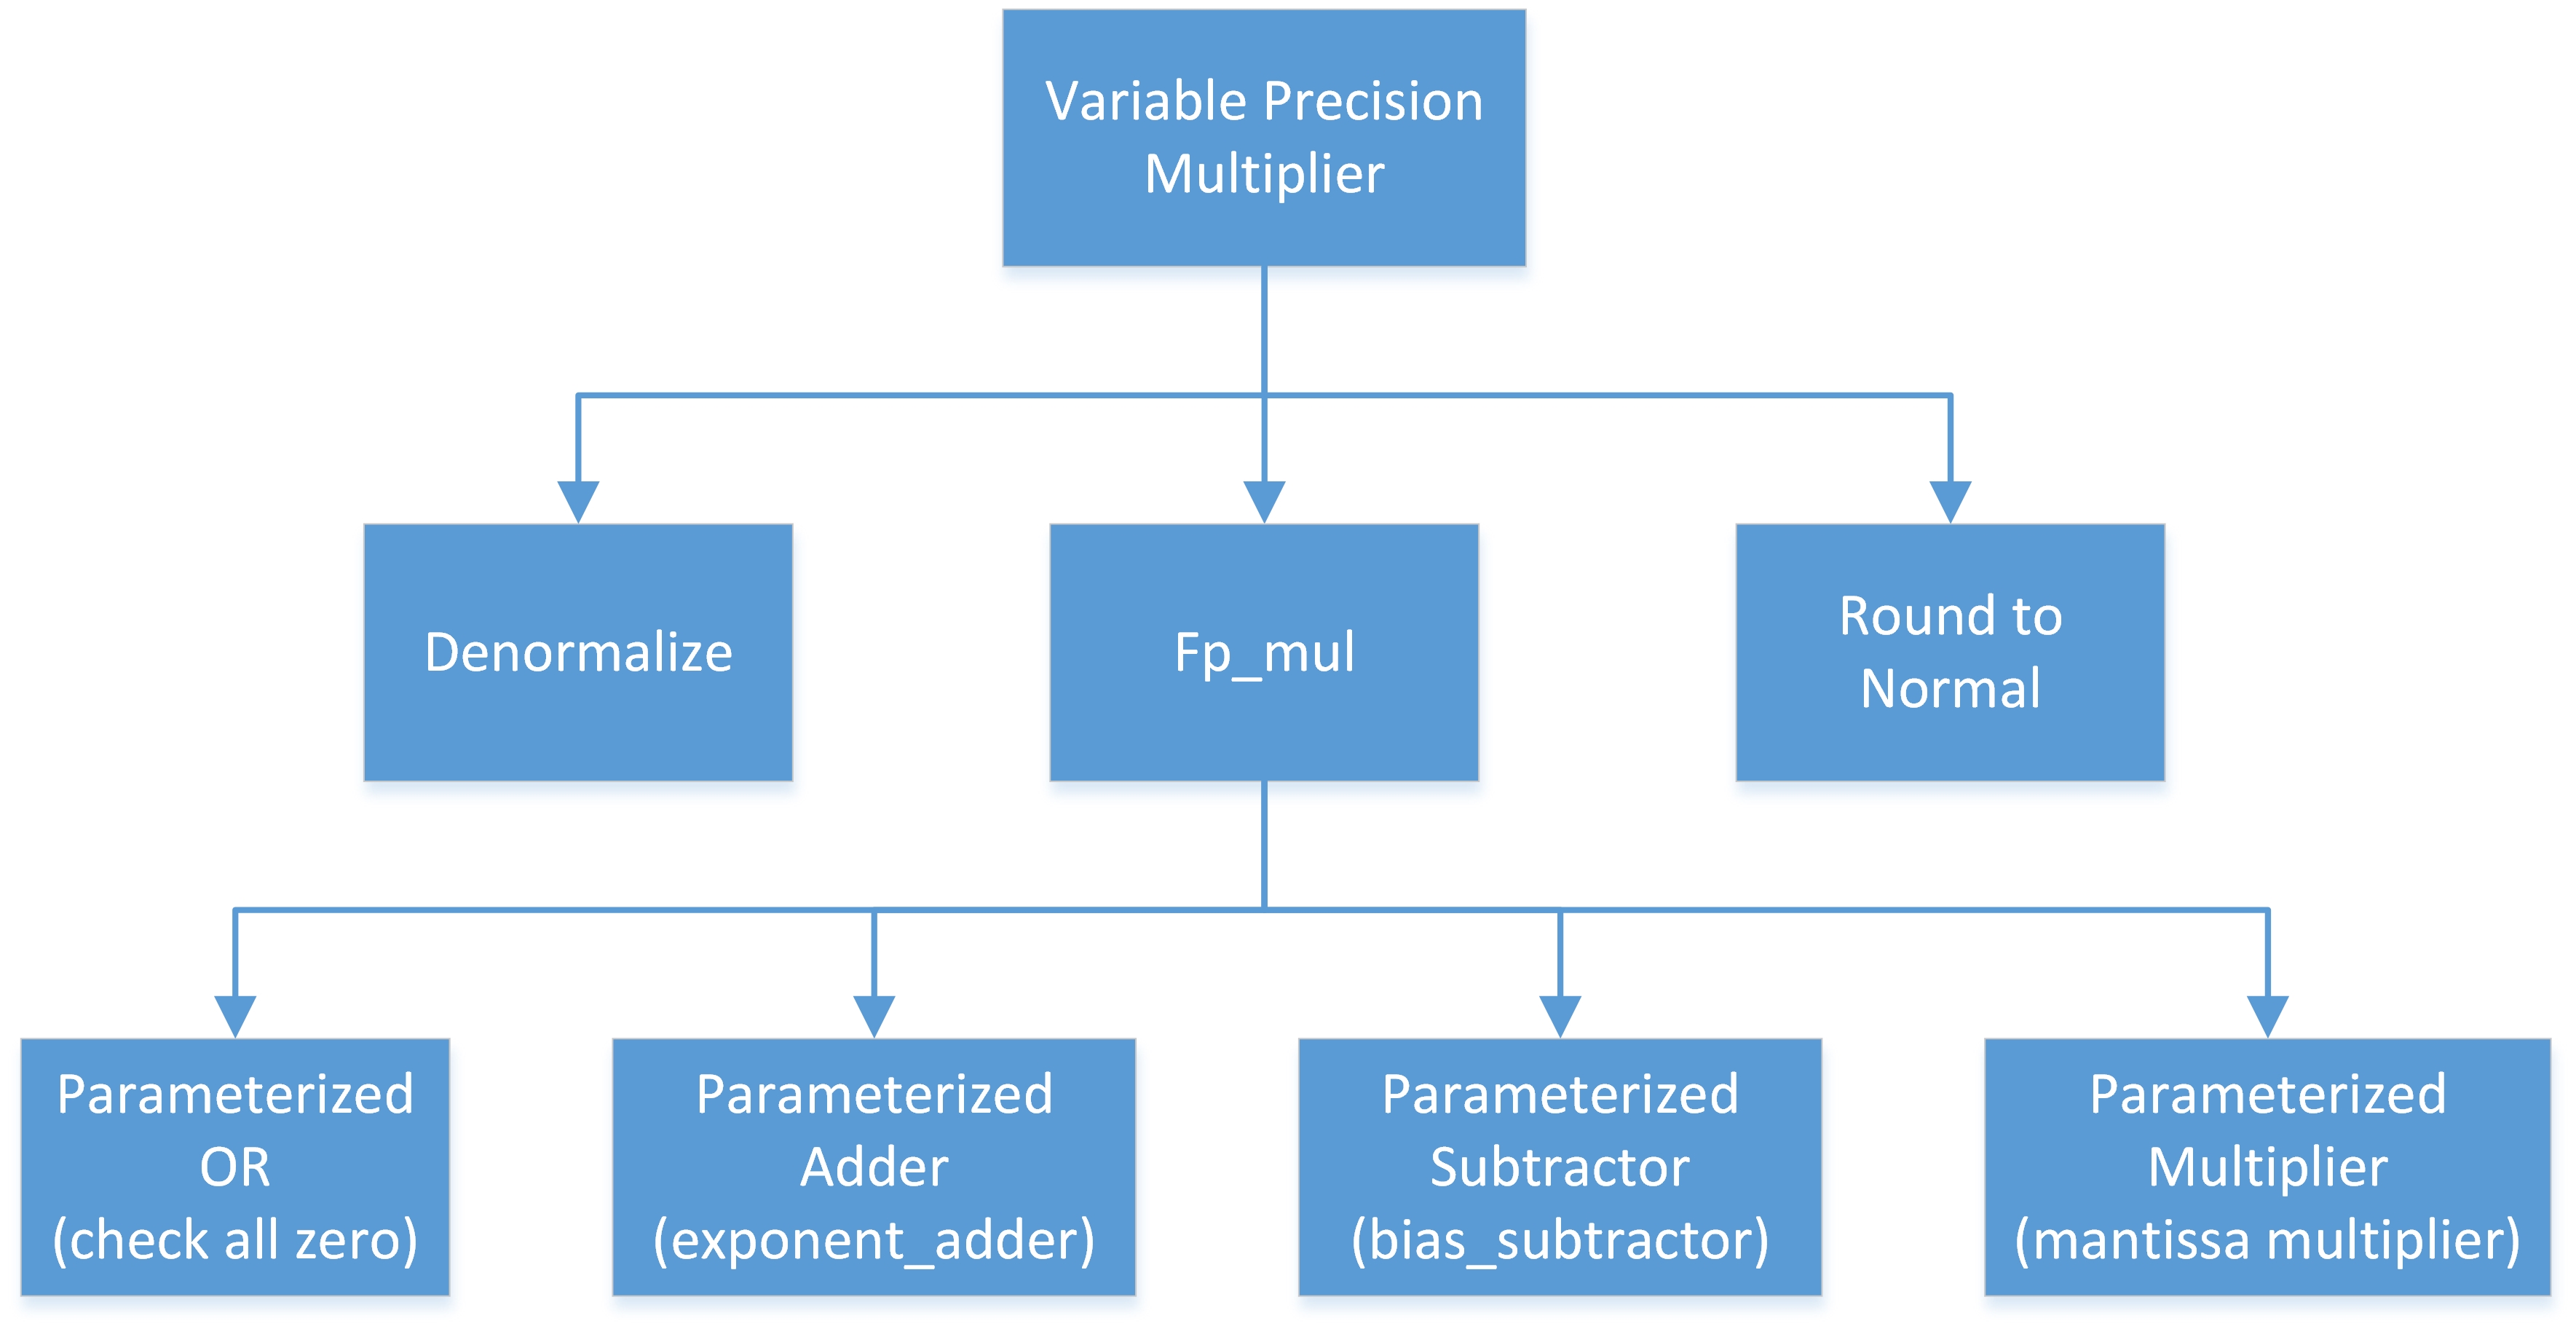 Variable Precision
Multiplier
Denormalize
Fp_mul
Round to
Normal
Parameterized
OR
(check all zero)
Parameterized
Adder
(exponent_adder)
Parameterized
Subtractor
(bias_subtractor)
Parameterized
Multiplier
(mantissa multiplier)